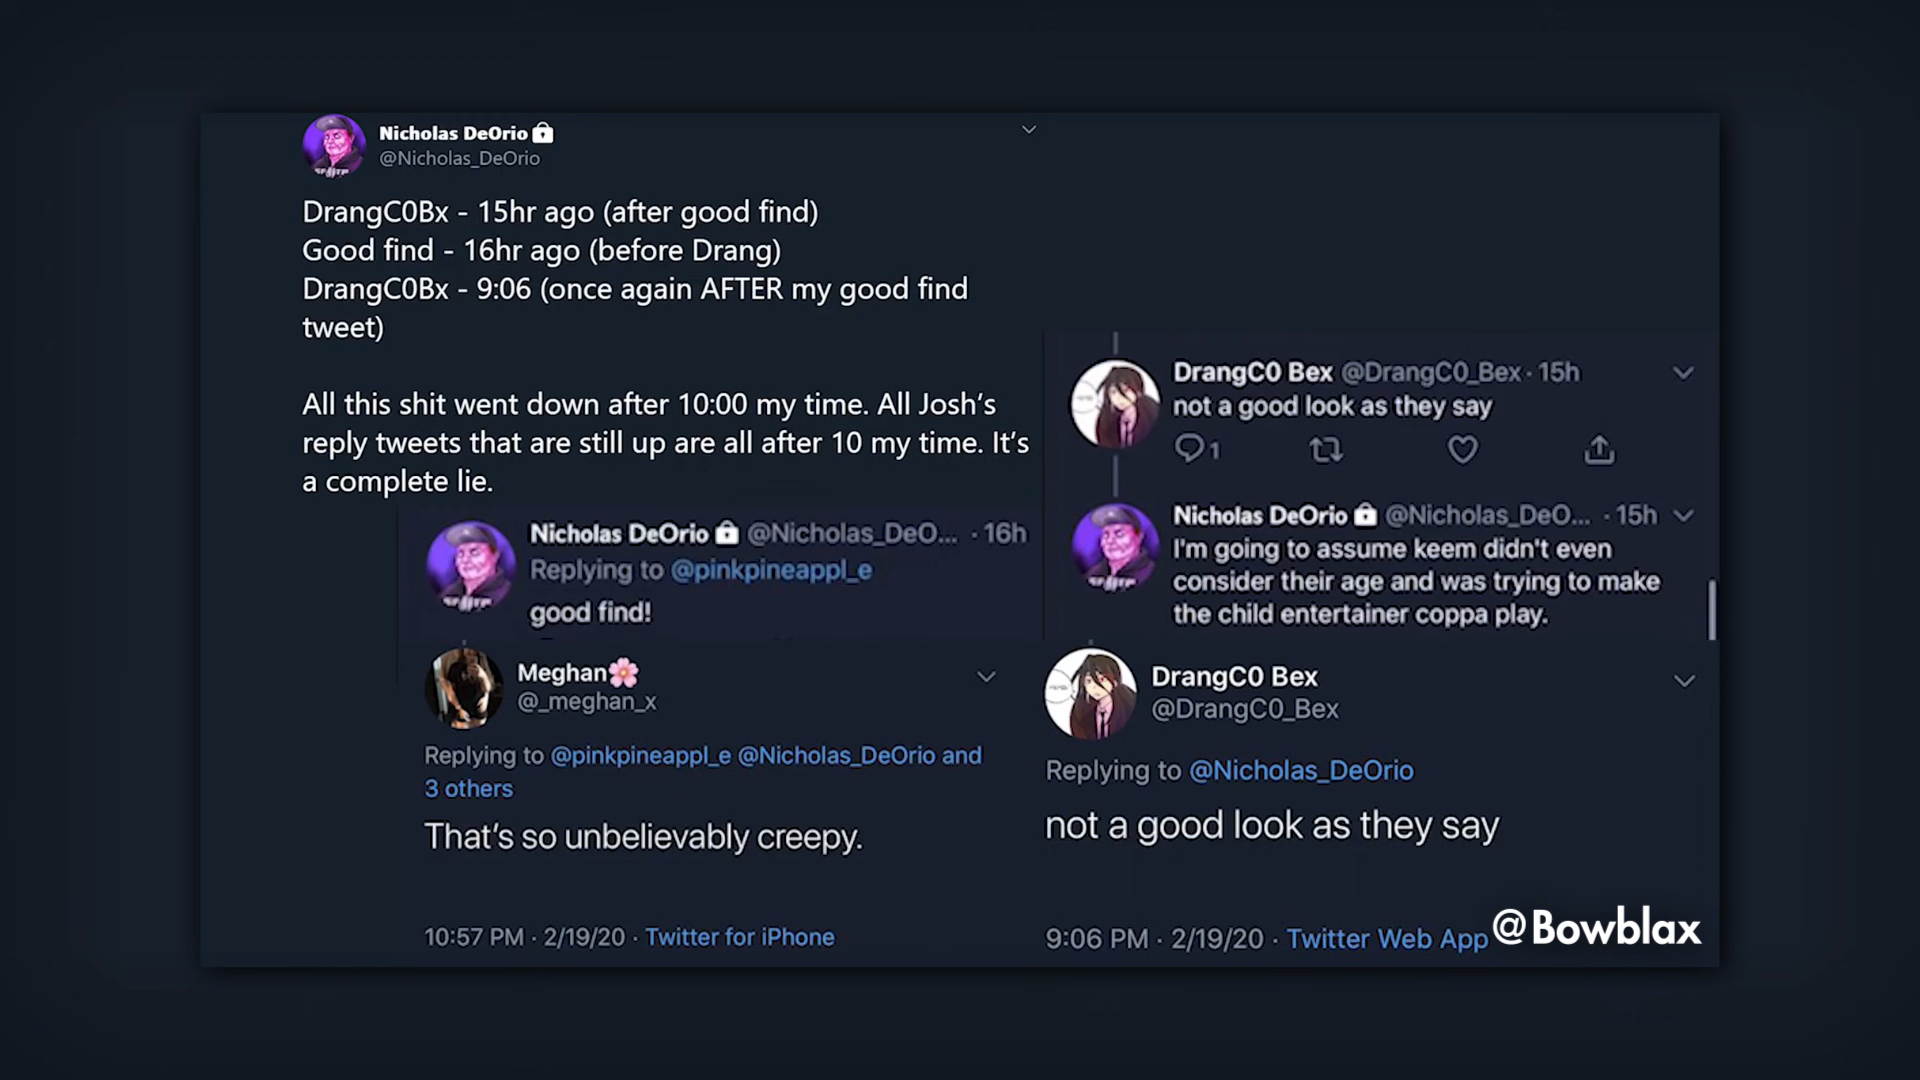 Nicholas DeOrio
@Nicholas_DeOrio
DrangC0Bx - 15hr ago (after good find)
Good find - 16hr ago (before Drang)
DrangC0Bx - 9:06 (once again AFTER my good find
tweet)
All this shit went down after 10:00 my time. All Josh's
reply tweets that are still up are all after 10 my time. It's
a complete lie.
Nicholas DeOrio @Nicholas_DeO... · 16h
Replying to @pinkpineappl_e
good find!
Meghan🌸
@_meghan_x
Replying to @pinkpineappl_e @Nicholas_DeOrio and
3 others
That's so unbelievably creepy.
10:57 PM · 2/19/20 · Twitter for iPhone
DrangC0 Bex @DrangC0_Bex · 15h
not a good look as they say
1
Nicholas DeOrio @Nicholas_DeO... · 15h
I'm going to assume keem didn't even
consider their age and was trying to make
the child entertainer coppa play.
DrangC0 Bex
@DrangC0_Bex
Replying to @Nicholas_DeOrio
not a good look as they say
9:06 PM · 2/19/20 · Twitter Web App
@Bowblax